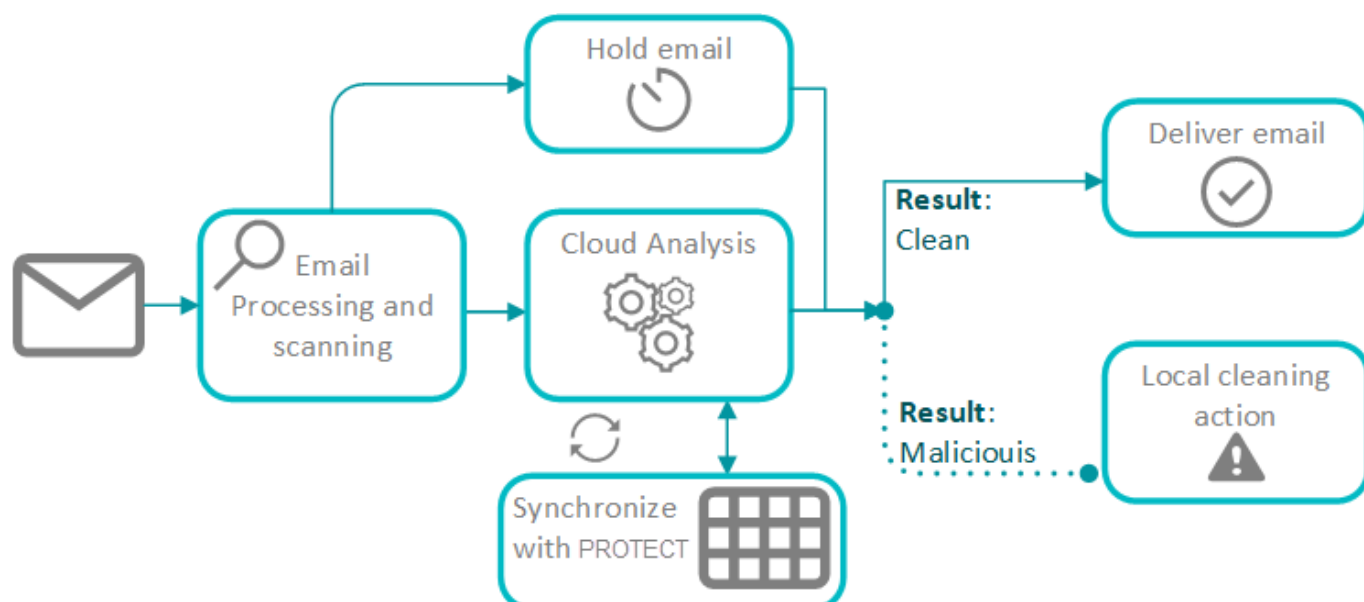 Hold email
Deliver email
Result:
Clean
Email
Processing and
scanning
Cloud Analysis
Local cleaning
action
Result:
Maliciouis
Synchronize
with PROTECT